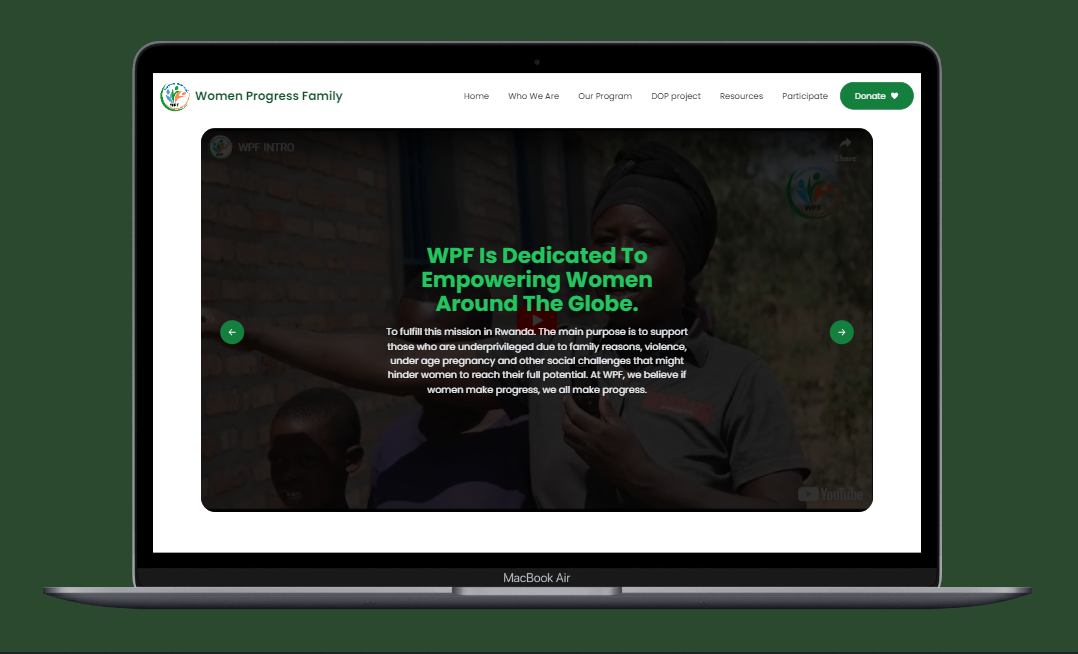 WPF
Women Progress Family
Home
Who We Are
Our Program
DOP project
Resources
Participate
Donate
WPF INTRO
Share
WPF
WPF Is Dedicated To
Empowering Women
Around The Globe.
To fulfill this mission in Rwanda. The main purpose is to support
those who are underprivileged due to family reasons, violence,
under age pregnancy and other social challenges that might
hinder women to reach their full potential. At WPF, we believe if
women make progress, we all make progress.
YouTube
MacBook Air